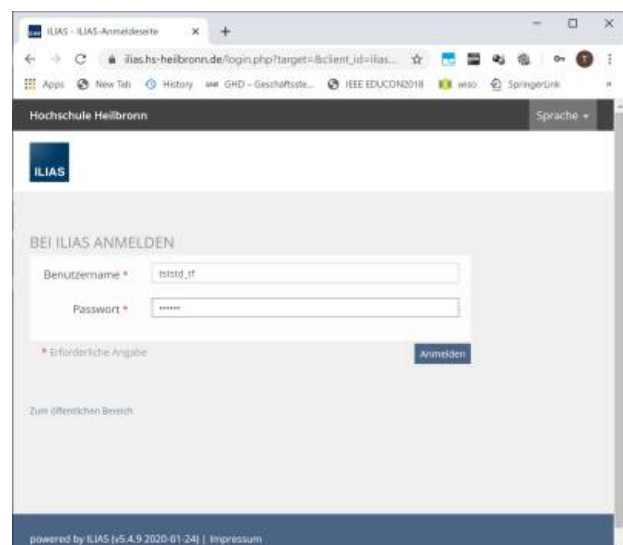 ILIAS - ILIAS-Anmeldeseite
ilias.hs-heilbronn.de/login.php?target=&client_id=ilias...
Apps New Tab History GHD - Geschäftsste... IEEE EDUCON2018 wiso SpringerLink »
Hochschule Heilbronn Sprache
ILIAS
BEI ILIAS ANMELDEN
Benutzername *
Passwort * ••••••
* Erforderliche Angabe Anmelden
Zum öffentlichen Bereich
powered by ILIAS (v5.4.9 2020-01-24) | Impressum